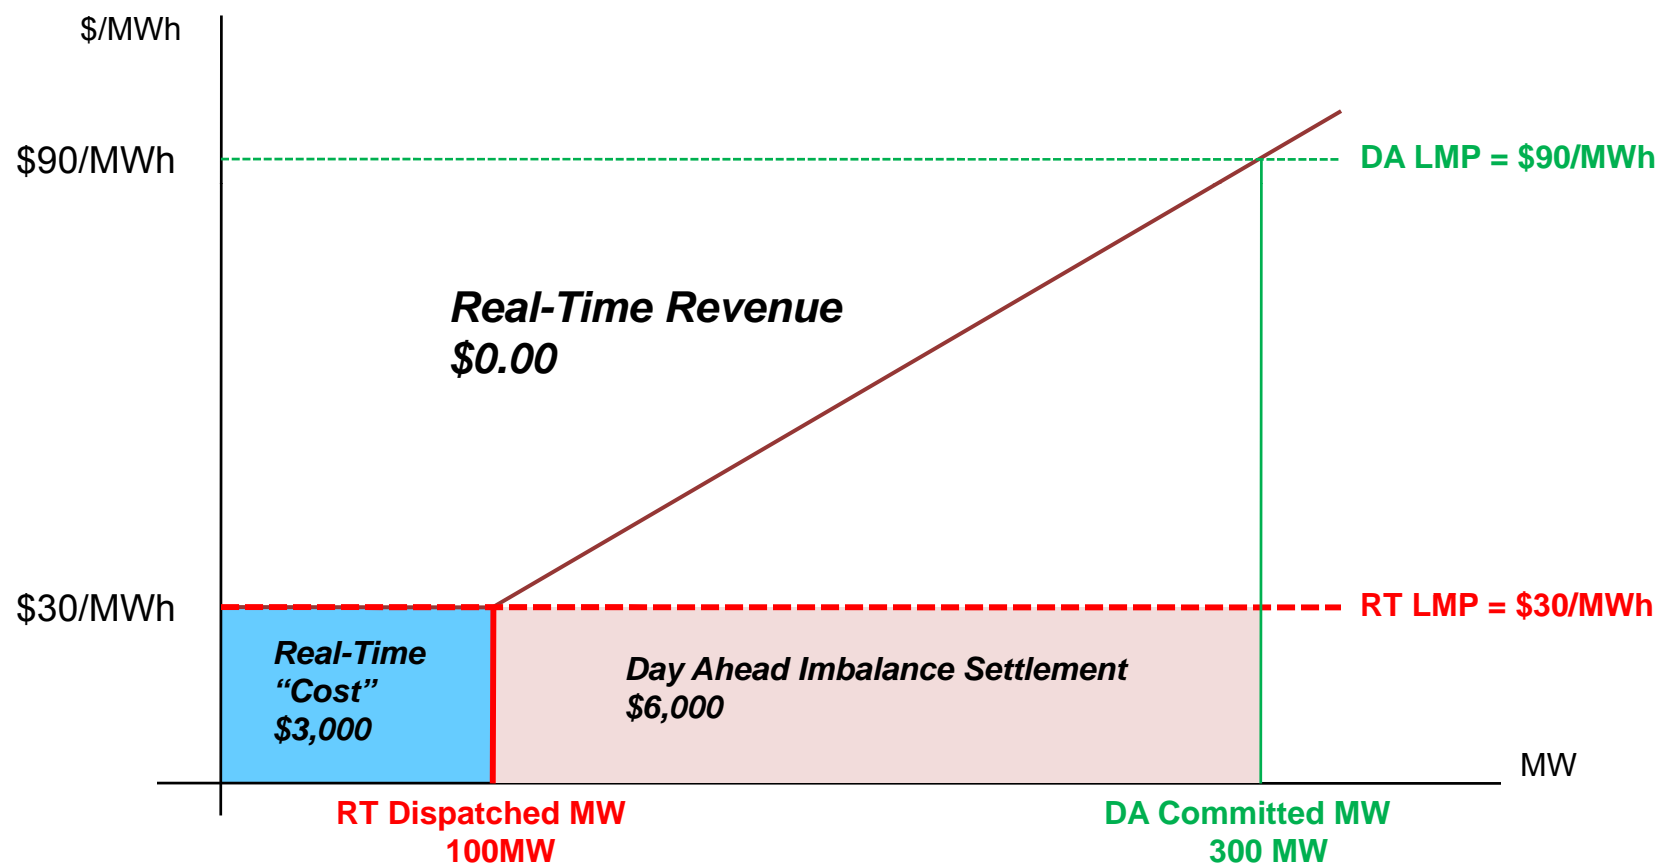 $/MWh
$90/MWh
DA LMP = $90/MWh
Real-Time Revenue
$0.00
$30/MWh
RT LMP = $30/MWh
Real-Time
“Cost”
$3,000
Day Ahead Imbalance Settlement
$6,000
MW
RT Dispatched MW
100MW
DA Committed MW
300 MW